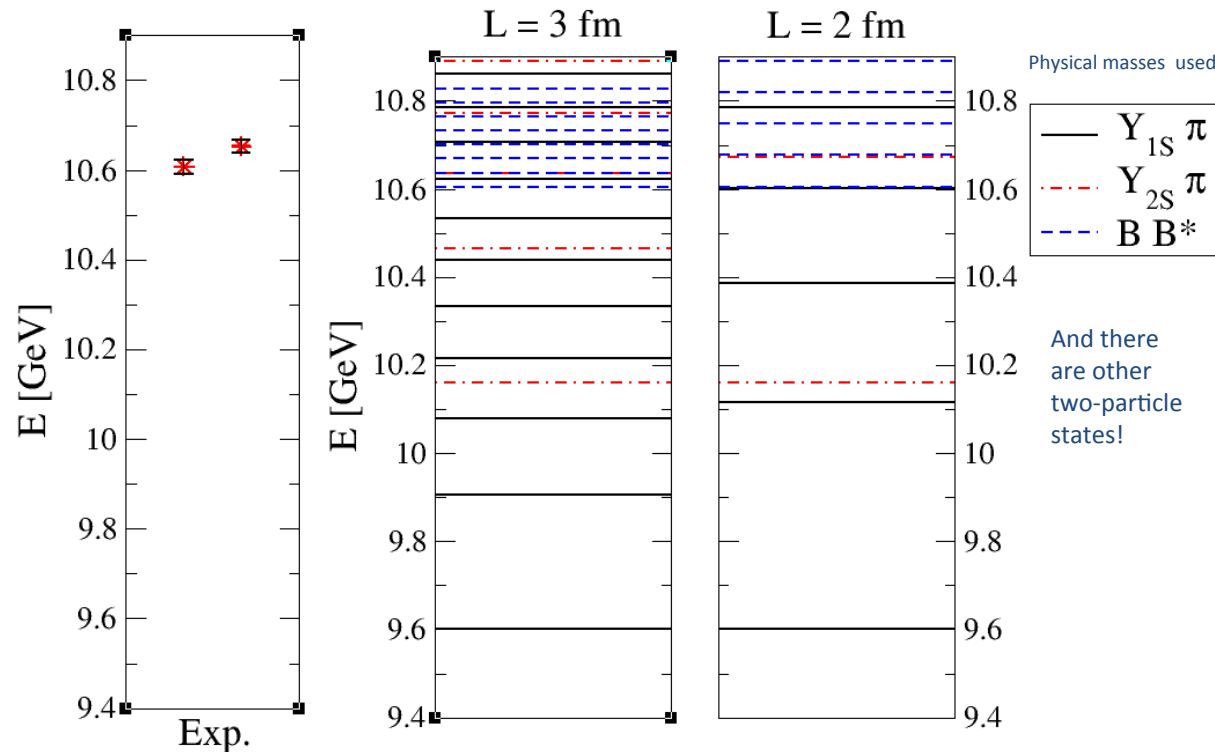 L = 3 fm
L = 2 fm
Physical masses used
10.8
10.6
10.4
10.2
10
9.8
9.6
9.4
E [GeV]
Exp.
10.8
10.6
10.4
10.2
10
9.8
9.6
9.4
E [GeV]
10.8
10.6
10.4
10.2
10
9.8
9.6
9.4
Y1S π
Y2S π
B B*
And there
are other
two-particle
states!